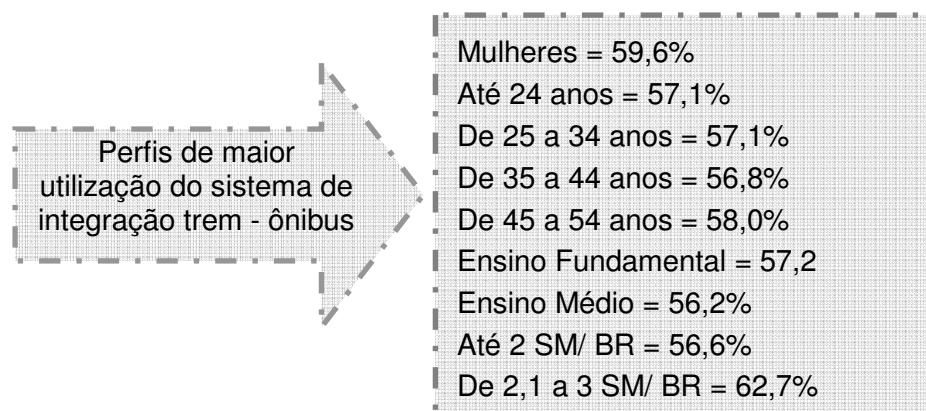 Perfis de maior
utilização do sistema de
integração trem - ônibus
Mulheres = 59,6%
Até 24 anos = 57,1%
De 25 a 34 anos = 57,1%
De 35 a 44 anos = 56,8%
De 45 a 54 anos = 58,0%
Ensino Fundamental = 57,2
Ensino Médio = 56,2%
Até 2 SM/ BR = 56,6%
De 2,1 a 3 SM/ BR = 62,7%